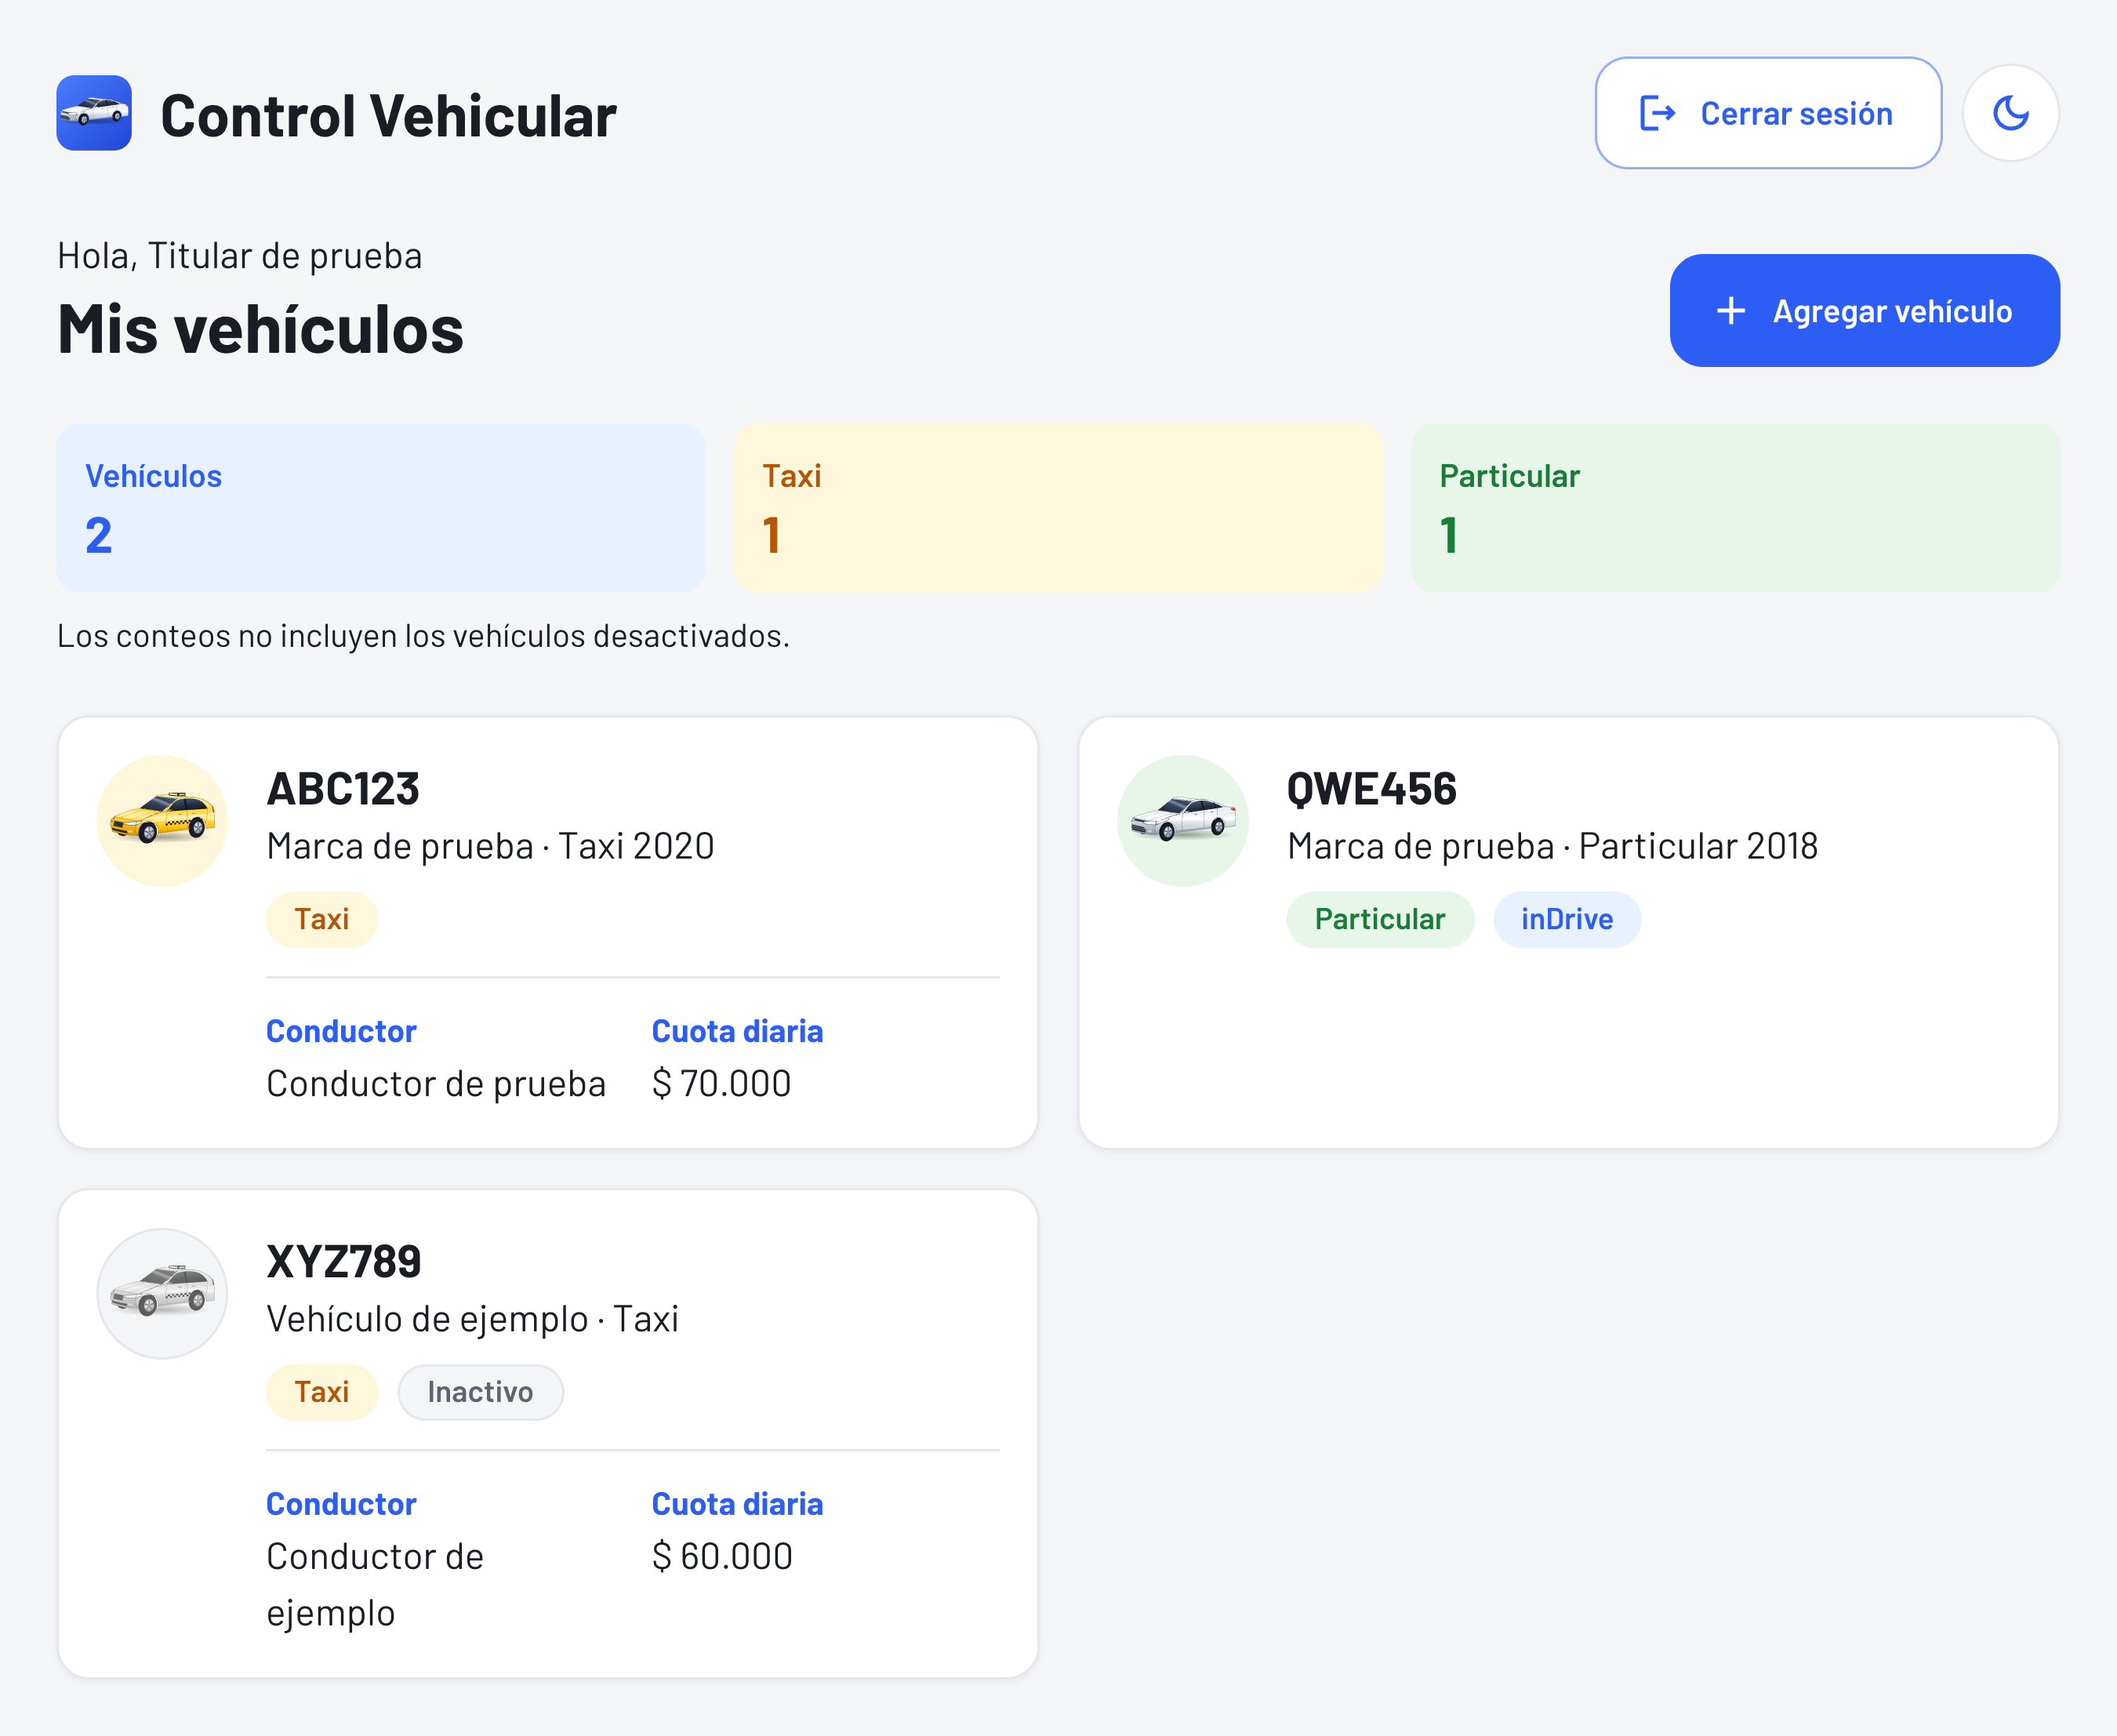 Control Vehicular
Cerrar sesión
Hola, Titular de prueba
Mis vehículos
Agregar vehículo
Vehículos
2
Taxi
1
Particular
1
Los conteos no incluyen los vehículos desactivados.
ABC123
Marca de prueba · Taxi 2020
Taxi
Conductor
Conductor de prueba
Cuota diaria
$ 70.000
QWE456
Marca de prueba · Particular 2018
Particular
inDrive
XYZ789
Vehículo de ejemplo · Taxi
Taxi
Inactivo
Conductor
Conductor de
ejemplo
Cuota diaria
$ 60.000